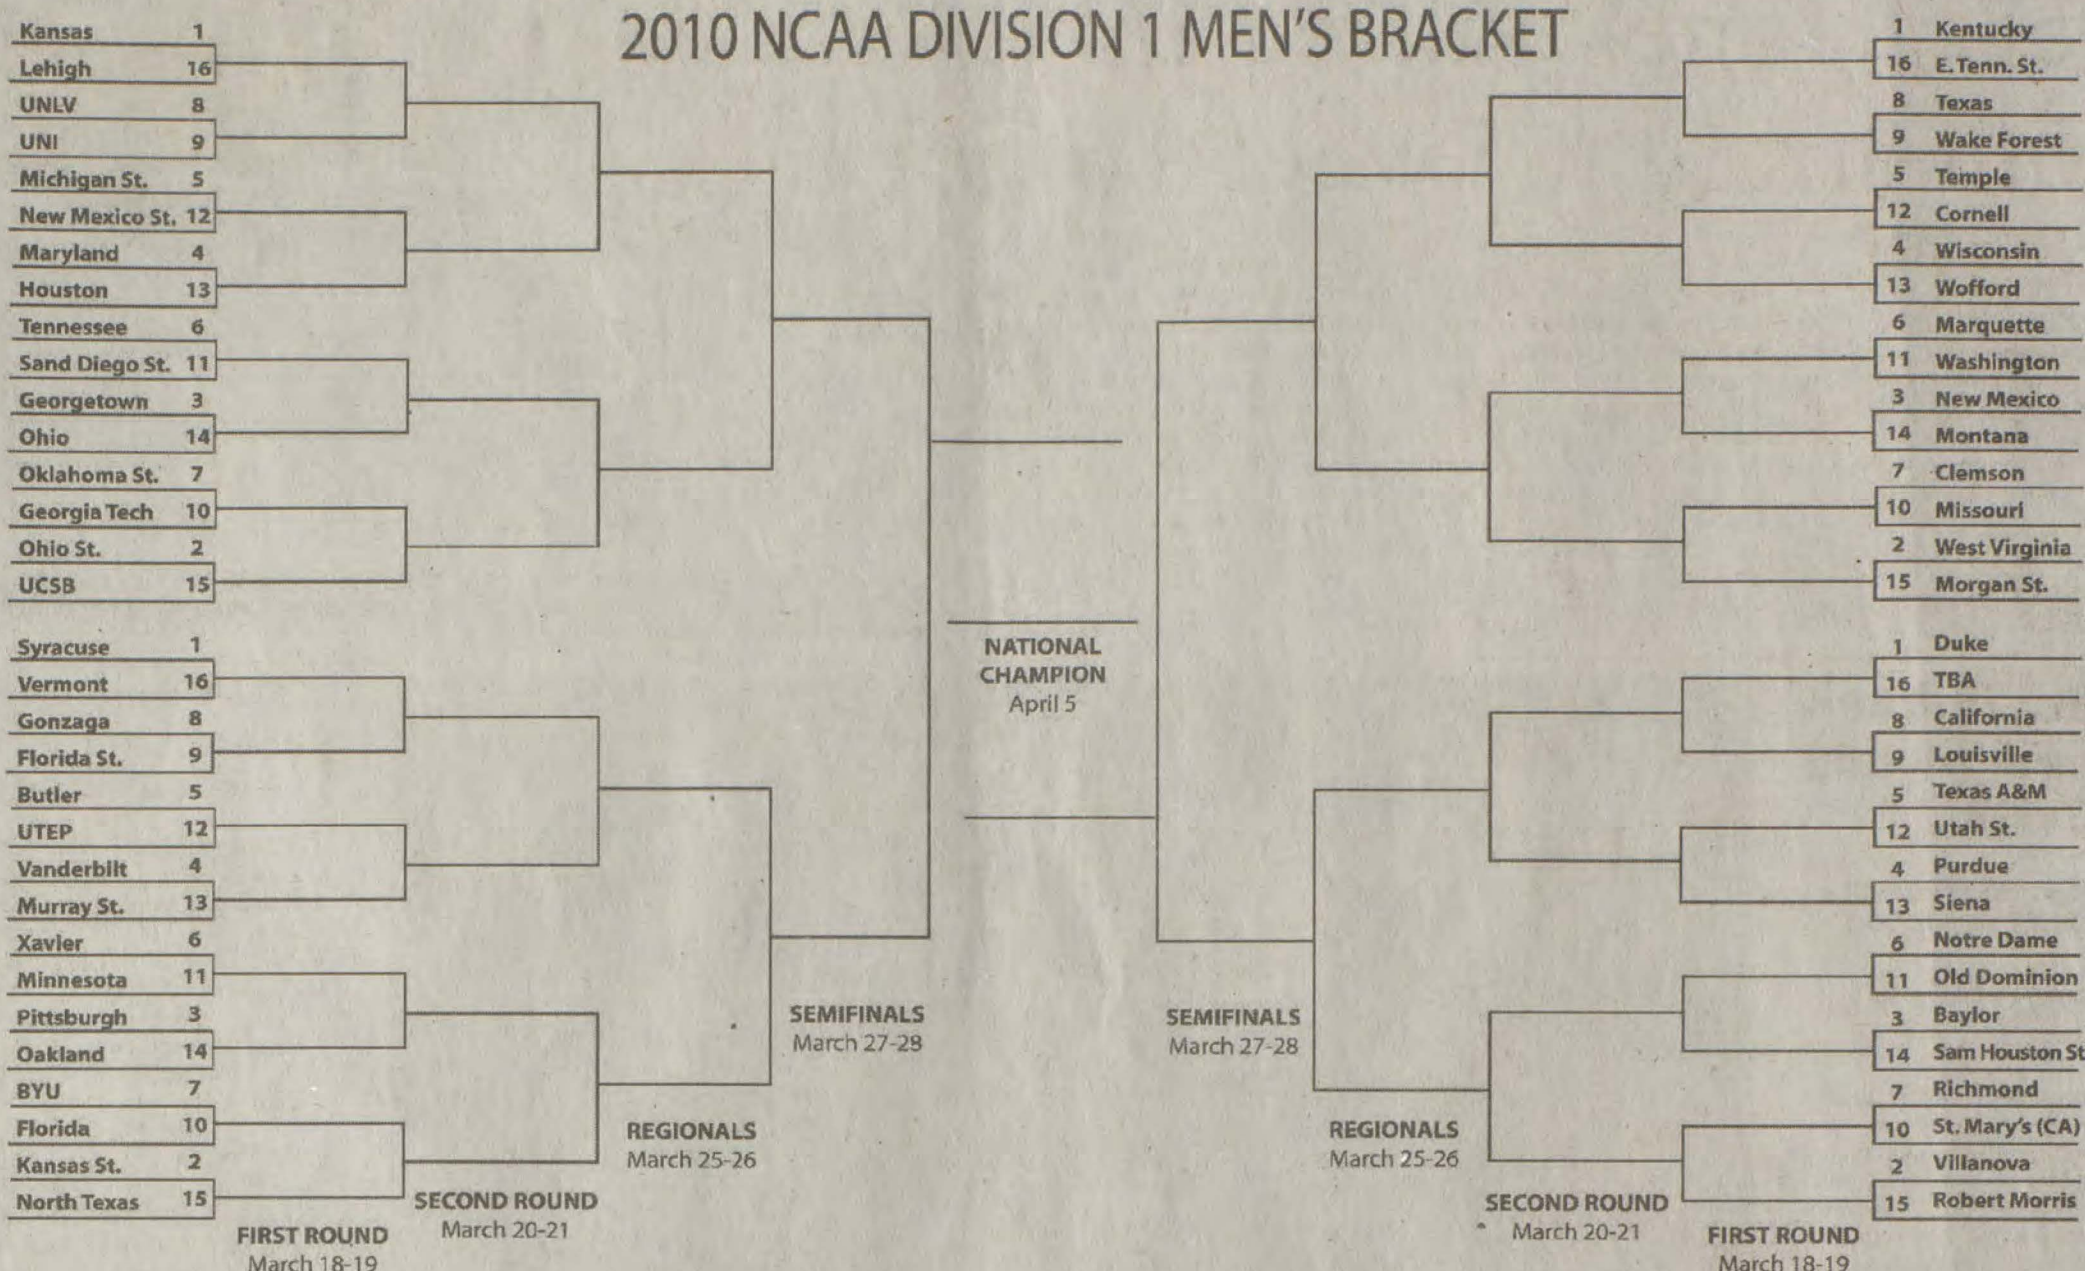 2010 NCAA DIVISION 1 MEN'S BRACKET
Kansas 1
Lehigh 16
UNLV 8
UNI 9
Michigan St. 5
New Mexico St. 12
Maryland 4
Houston 13
Tennessee 6
Sand Diego St. 11
Georgetown 3
Ohio 14
Oklahoma St. 7
Georgia Tech 10
Ohio St. 2
UCSB 15
Syracuse 1
Vermont 16
Gonzaga 8
Florida St. 9
Butler 5
UTEP 12
Vanderbilt 4
Murray St. 13
Xavier 6
Minnesota 11
Pittsburgh 3
Oakland 14
BYU 7
Florida 10
Kansas St. 2
North Texas 15
FIRST ROUND
March 18-19
SECOND ROUND
March 20-21
REGIONALS
March 25-26
SEMIFINALS
March 27-28
NATIONAL
CHAMPION
April 5
SEMIFINALS
March 27-28
REGIONALS
March 25-26
SECOND ROUND
March 20-21
FIRST ROUND
March 18-19
1 Kentucky
16 E. Tenn. St.
8 Texas
9 Wake Forest
5 Temple
12 Cornell
4 Wisconsin
13 Wofford
6 Marquette
11 Washington
3 New Mexico
14 Montana
7 Clemson
10 Missouri
2 West Virginia
15 Morgan St.
1 Duke
16 TBA
8 California
9 Louisville
5 Texas A&M
12 Utah St.
4 Purdue
13 Siena
6 Notre Dame
11 Old Dominion
3 Baylor
14 Sam Houston St
7 Richmond
10 St. Mary's (CA)
2 Villanova
15 Robert Morris